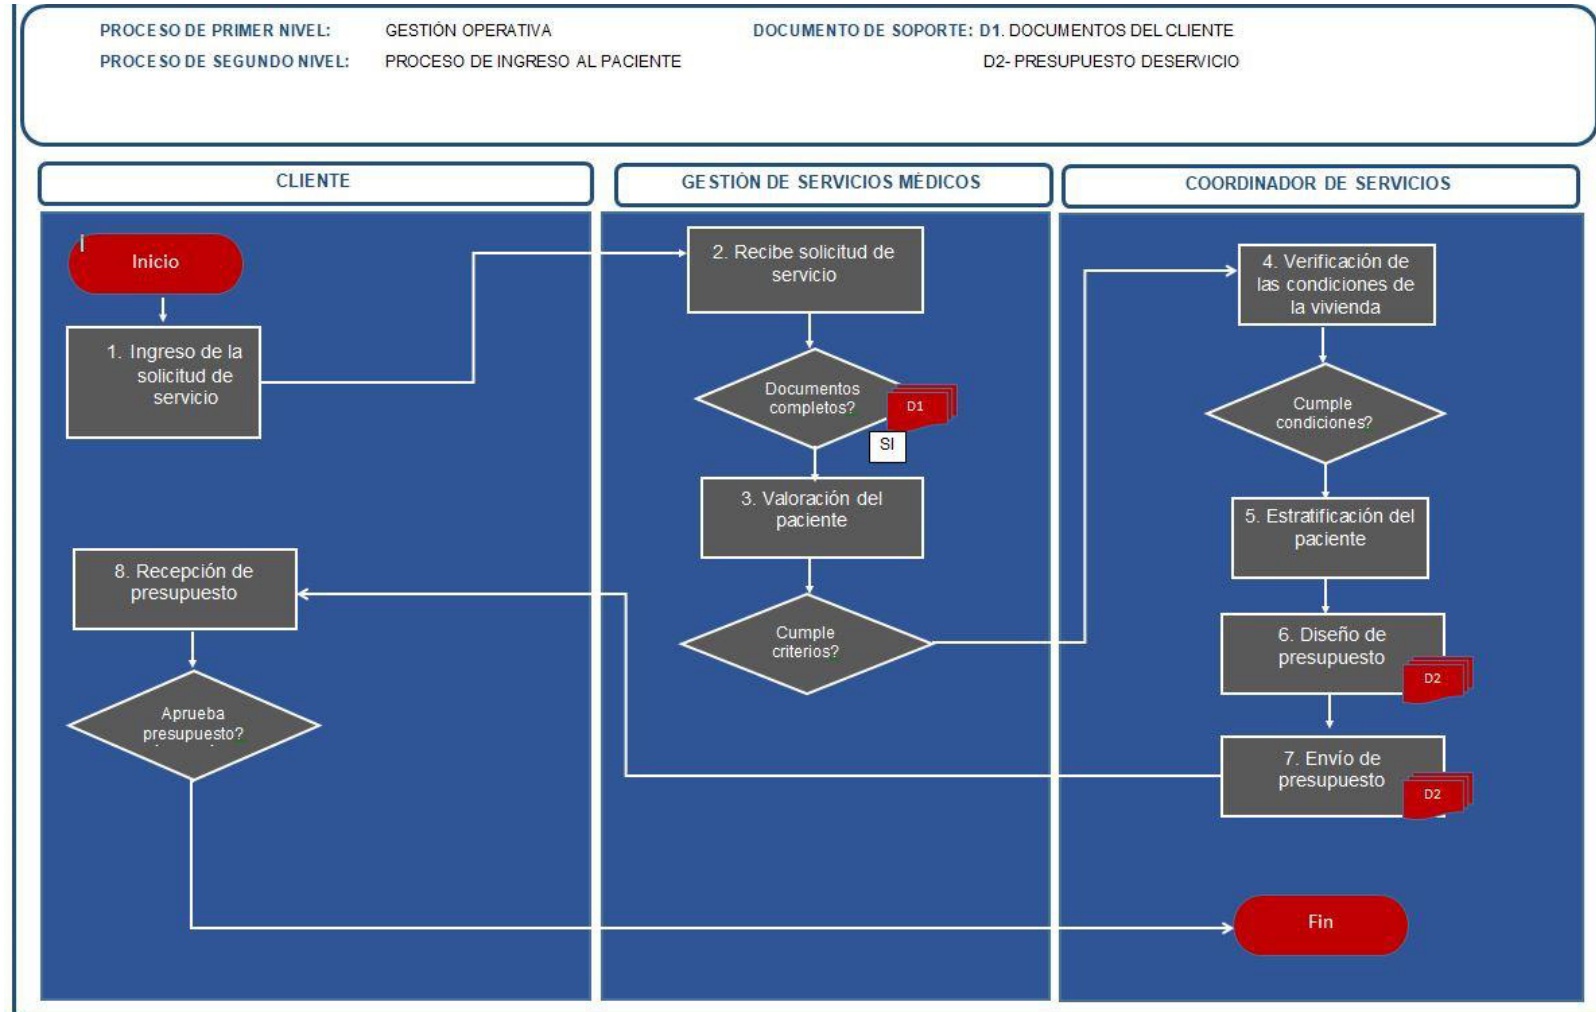 PROCESO DE PRIMER NIVEL: GESTIÓN OPERATIVA DOCUMENTO DE SOPORTE: D1. DOCUMENTOS DEL CLIENTE
PROCESO DE SEGUNDO NIVEL: PROCESO DE INGRESO AL PACIENTE D2- PRESUPUESTO DESERVICIO
CLIENTE
GESTIÓN DE SERVICIOS MÉDICOS
COORDINADOR DE SERVICIOS
Inicio
1. Ingreso de la
solicitud de
servicio
2. Recibe solicitud de
servicio
Documentos
completos?
D1
SI
3. Valoración del
paciente
Cumple
criterios?
4. Verificación de
las condiciones de
la vivienda
Cumple
condiciones?
5. Estratificación del
paciente
6. Diseño de
presupuesto
D2
7. Envío de
presupuesto
D2
8. Recepción de
presupuesto
Aprueba
presupuesto?
Fin